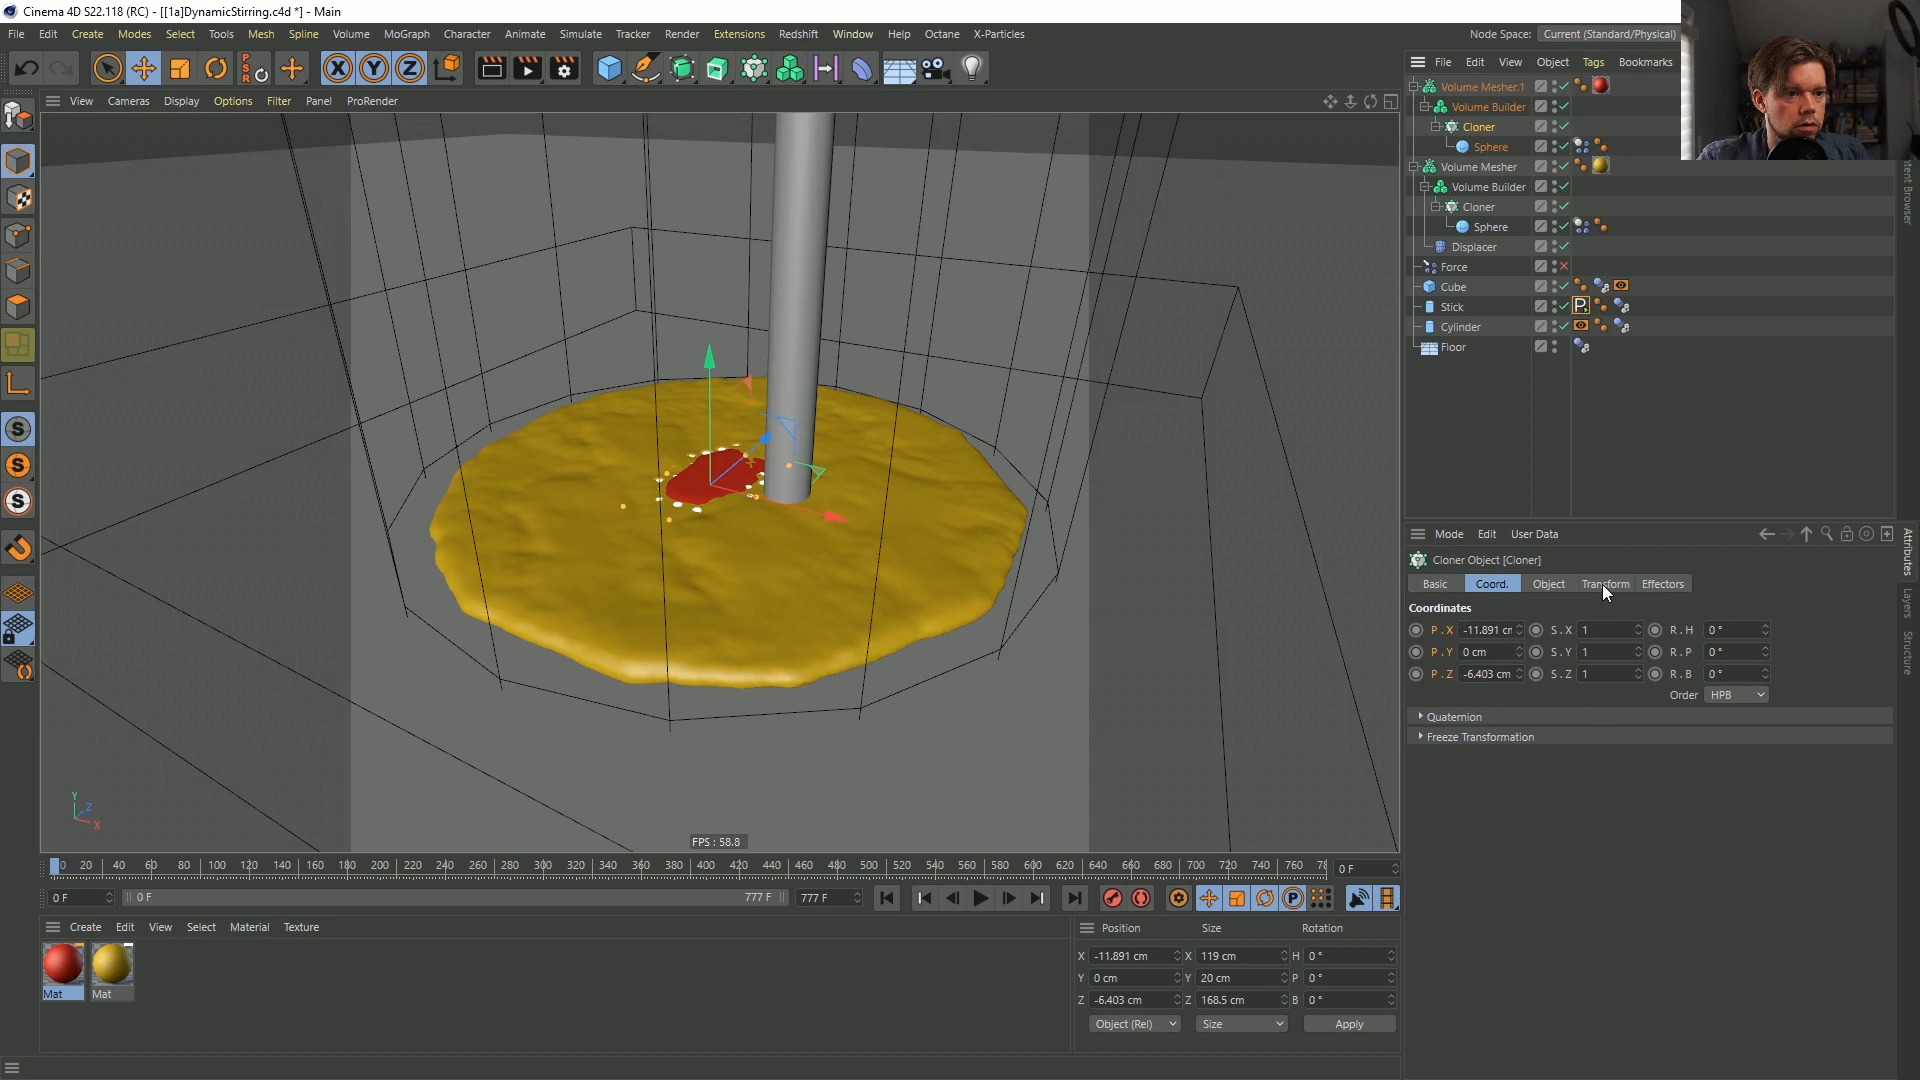 Cinema 4D S22.118 (RC) - [[1a]DynamicStirring.c4d *] - Main
File Edit Create Modes Select Tools Mesh Spline Volume MoGraph Character Animate Simulate Tracker Render Extensions Redshift Window Help Octane X-Particles Node Space: Current (Standard/Physical)
P S R X Y Z
File Edit View Object Tags Bookmarks
View Cameras Display Options Filter Panel ProRender
Volume Mesher.1
Volume Builder
Cloner
Sphere
Volume Mesher
Volume Builder
Cloner
Sphere
Displacer
Force
Cube
Stick
Cylinder
Floor
Content Browser
Attributes
Layers
Structure
Mode Edit User Data
Cloner Object [Cloner]
Basic Coord. Object Transform Effectors
Coordinates
P . X -11.891 cm S . X 1 R . H 0 °
P . Y 0 cm S . Y 1 R . P 0 °
P . Z -6.403 cm S . Z 1 R . B 0 °
Order HPB
Quaternion
Freeze Transformation
S
S
S
Y
Z
X
FPS : 58.8
0 20 40 60 80 100 120 140 160 180 200 220 240 260 280 300 320 340 360 380 400 420 440 460 480 500 520 540 560 580 600 620 640 660 680 700 720 740 760 78 0 F
0 F 0 F 777 F 777 F P
Create Edit View Select Material Texture
Mat Mat
Position Size Rotation
X -11.891 cm X 119 cm H 0 °
Y 0 cm Y 20 cm P 0 °
Z -6.403 cm Z 168.5 cm B 0 °
Object (Rel) Size Apply